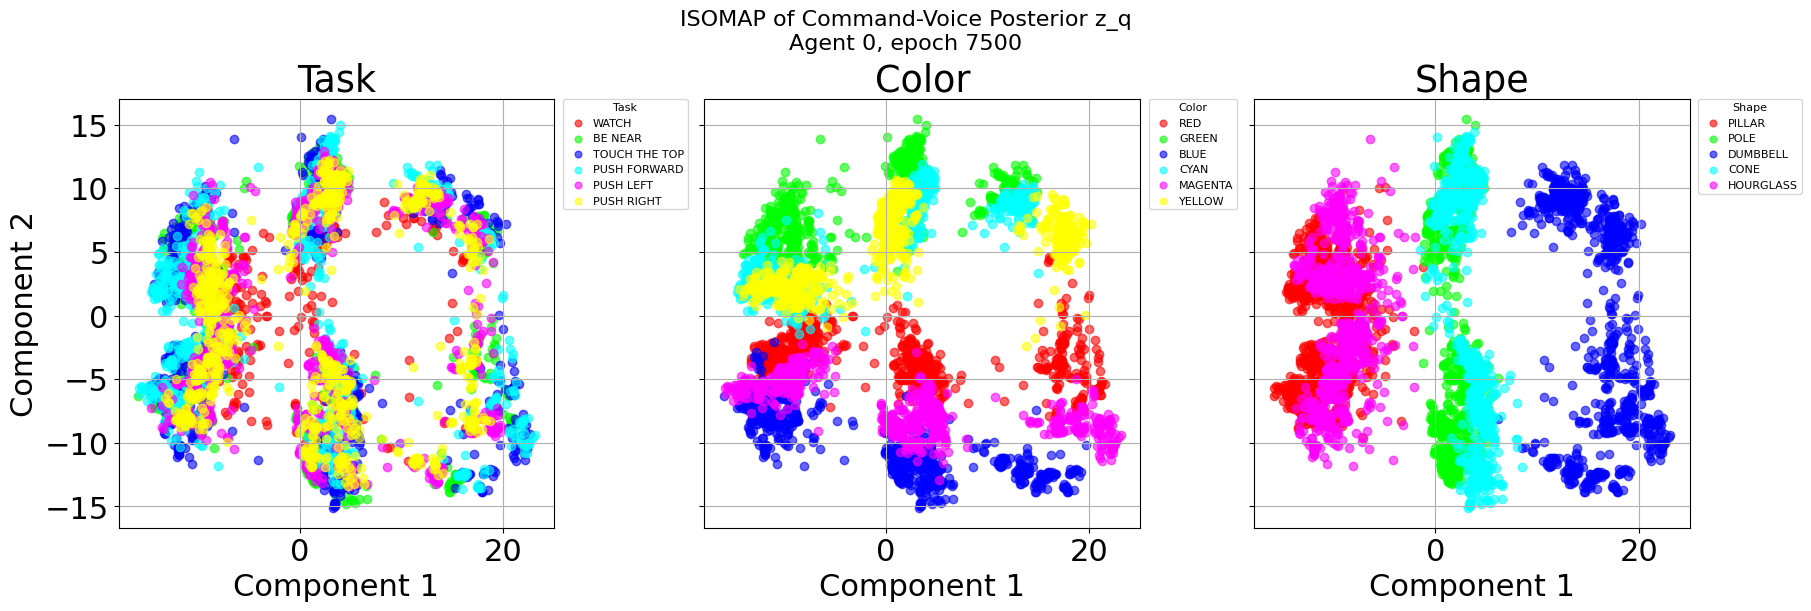 ISOMAP of Command-Voice Posterior z_q
Agent 0, epoch 7500
Task
Component 2
15
10
5
0
−5
−10
−15
0
20
Component 1
Task
WATCH
BE NEAR
TOUCH THE TOP
PUSH FORWARD
PUSH LEFT
PUSH RIGHT
Color
0
20
Component 1
Color
RED
GREEN
BLUE
CYAN
MAGENTA
YELLOW
Shape
0
20
Component 1
Shape
PILLAR
POLE
DUMBBELL
CONE
HOURGLASS